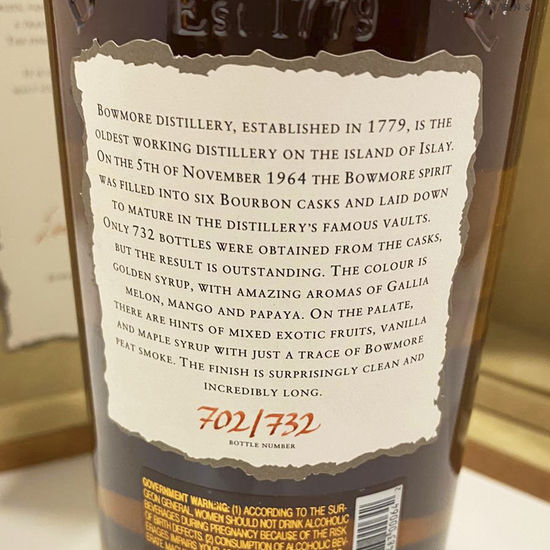 EST 1779
BOWMORE DISTILLERY, ESTABLISHED IN 1779, IS THE
OLDEST WORKING DISTILLERY ON THE ISLAND OF ISLAY.
ON THE 5TH OF NOVEMBER 1964 THE BOWMORE SPIRIT
WAS FILLED INTO SIX BOURBON CASKS AND LAID DOWN
TO MATURE IN THE DISTILLERY'S FAMOUS VAULTS.
ONLY 732 BOTTLES WERE OBTAINED FROM THE CASKS,
BUT THE RESULT IS OUTSTANDING. THE COLOUR IS
GOLDEN SYRUP, WITH AMAZING AROMAS OF GALLIA
MELON, MANGO AND PAPAYA. ON THE PALATE,
THERE ARE HINTS OF MIXED EXOTIC FRUITS, VANILLA
AND MAPLE SYRUP WITH JUST A TRACE OF BOWMORE
PEAT SMOKE. THE FINISH IS SURPRISINGLY CLEAN AND
INCREDIBLY LONG.
702/732
BOTTLE NUMBER
GOVERNMENT WARNING: (1) ACCORDING TO THE SUR-
GEON GENERAL, WOMEN SHOULD NOT DRINK ALCOHOLIC
BEVERAGES DURING PREGNANCY BECAUSE OF THE RISK
OF BIRTH DEFECTS. (2) CONSUMPTION OF ALCOHOLIC BEV-
ERAGES IMPAIRS YOUR